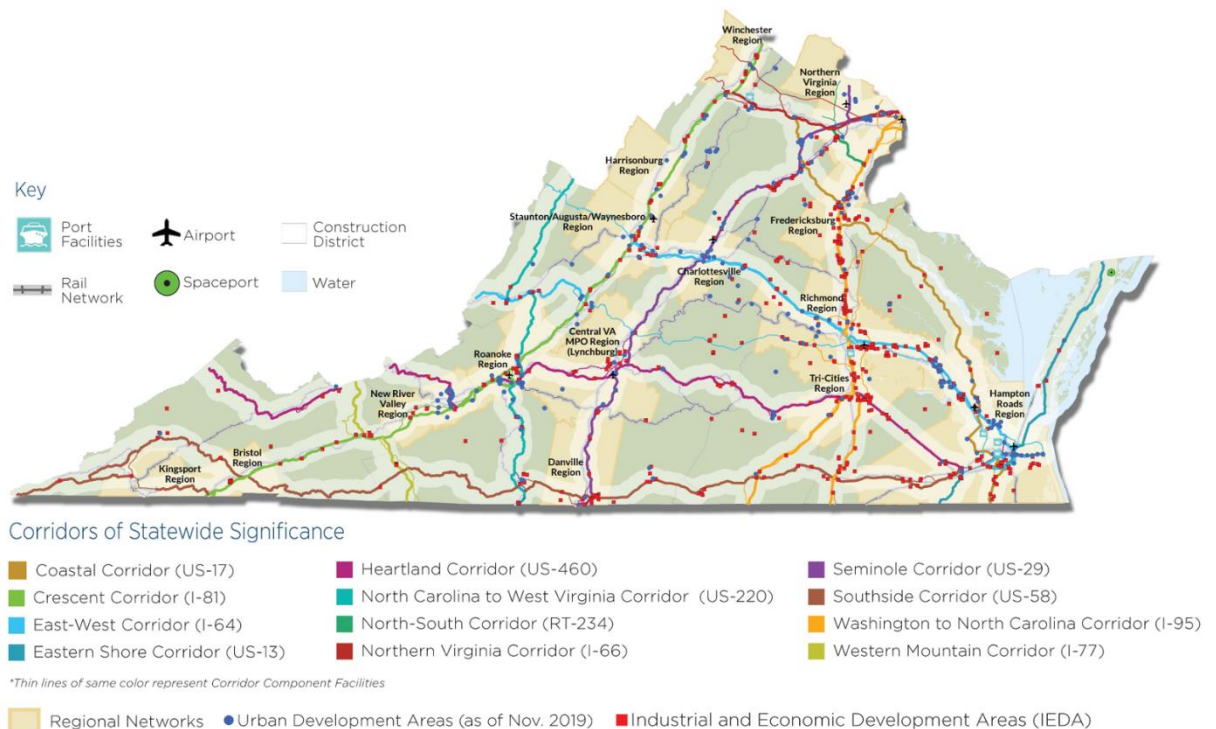 Winchester
Region
Northern
Virginia
Region
Harrisonburg
Region
Staunton/Augusta/Waynesboro
Region
Fredericksburg
Region
Charlottesville
Region
Richmond
Region
Central VA
MPO Region
(Lynchburg)
Roanoke
Region
New River
Valley
Region
Tri-Cities
Region
Hampton
Roads
Region
Bristol
Region
Kingsport
Region
Danville
Region
Key
Port
Facilities
Airport
Construction
District
Rail
Network
Spaceport
Water
Corridors of Statewide Significance
Coastal Corridor (US-17)
Crescent Corridor (I-81)
East-West Corridor (I-64)
Eastern Shore Corridor (US-13)
Heartland Corridor (US-460)
North Carolina to West Virginia Corridor (US-220)
North-South Corridor (RT-234)
Northern Virginia Corridor (I-66)
Seminole Corridor (US-29)
Southside Corridor (US-58)
Washington to North Carolina Corridor (I-95)
Western Mountain Corridor (I-77)
*Thin lines of same color represent Corridor Component Facilities
Regional Networks
Urban Development Areas (as of Nov. 2019)
Industrial and Economic Development Areas (IEDA)